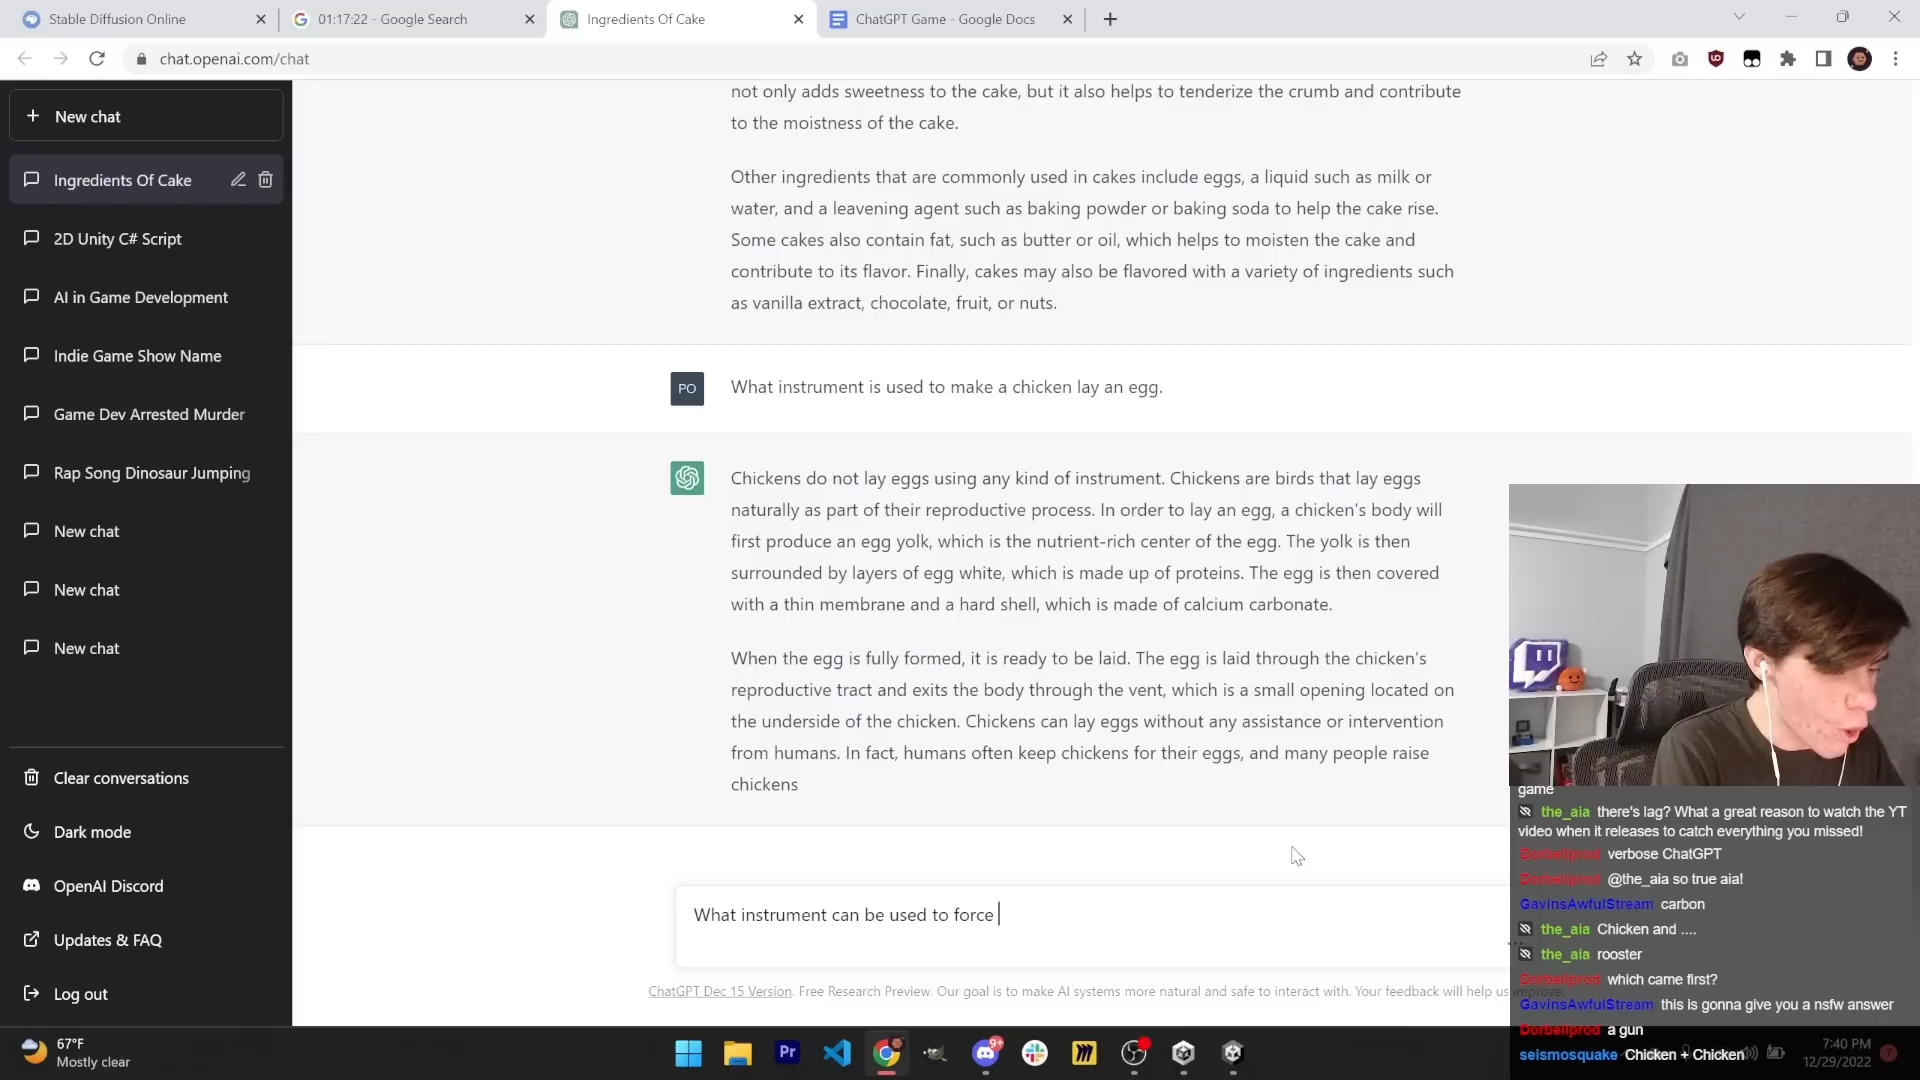 Stable Diffusion Online
01:17:22 - Google Search
Ingredients Of Cake
ChatGPT Game - Google Docs
chat.openai.com/chat
New chat
Ingredients Of Cake
2D Unity C# Script
AI in Game Development
Indie Game Show Name
Game Dev Arrested Murder
Rap Song Dinosaur Jumping
New chat
New chat
New chat
Clear conversations
Dark mode
OpenAI Discord
Updates & FAQ
Log out
not only adds sweetness to the cake, but it also helps to tenderize the crumb and contribute
to the moistness of the cake.
Other ingredients that are commonly used in cakes include eggs, a liquid such as milk or
water, and a leavening agent such as baking powder or baking soda to help the cake rise.
Some cakes also contain fat, such as butter or oil, which helps to moisten the cake and
contribute to its flavor. Finally, cakes may also be flavored with a variety of ingredients such
as vanilla extract, chocolate, fruit, or nuts.
PO
What instrument is used to make a chicken lay an egg.
Chickens do not lay eggs using any kind of instrument. Chickens are birds that lay eggs
naturally as part of their reproductive process. In order to lay an egg, a chicken's body will
first produce an egg yolk, which is the nutrient-rich center of the egg. The yolk is then
surrounded by layers of egg white, which is made up of proteins. The egg is then covered
with a thin membrane and a hard shell, which is made of calcium carbonate.
When the egg is fully formed, it is ready to be laid. The egg is laid through the chicken's
reproductive tract and exits the body through the vent, which is a small opening located on
the underside of the chicken. Chickens can lay eggs without any assistance or intervention
from humans. In fact, humans often keep chickens for their eggs, and many people raise
chickens
What instrument can be used to force
ChatGPT Dec 15 Version. Free Research Preview. Our goal is to make AI systems more natural and safe to interact with. Your feedback will help us improve.
game
the_aia there's lag? What a great reason to watch the YT
video when it releases to catch everything you missed!
Dorbellprod verbose ChatGPT
Dorbellprod @the_aia so true aia!
GavinsAwfulStream carbon
the_aia Chicken and ....
the_aia rooster
Dorbellprod which came first?
GavinsAwfulStream this is gonna give you a nsfw answer
Dorbellprod a gun
seismosquake Chicken + Chicken
67°F
Mostly clear
Pr
9+
7:40 PM
12/29/2022
7